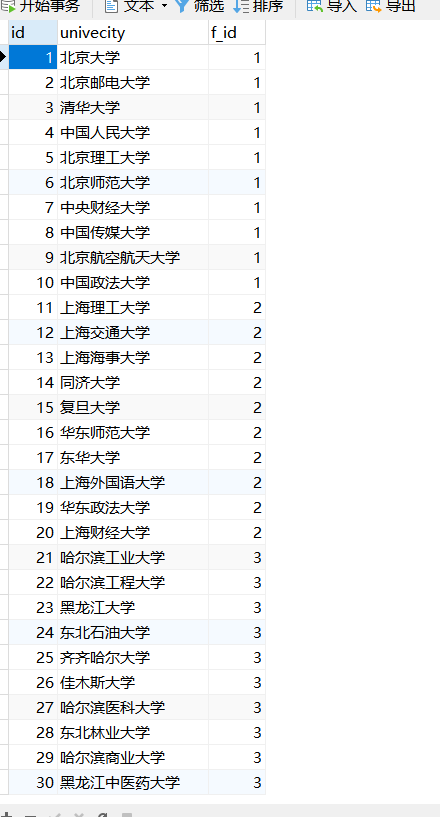 开始事务 文本 筛选 排序 导入 导出
id univecity f_id
1 北京大学 1
2 北京邮电大学 1
3 清华大学 1
4 中国人民大学 1
5 北京理工大学 1
6 北京师范大学 1
7 中央财经大学 1
8 中国传媒大学 1
9 北京航空航天大学 1
10 中国政法大学 1
11 上海理工大学 2
12 上海交通大学 2
13 上海海事大学 2
14 同济大学 2
15 复旦大学 2
16 华东师范大学 2
17 东华大学 2
18 上海外国语大学 2
19 华东政法大学 2
20 上海财经大学 2
21 哈尔滨工业大学 3
22 哈尔滨工程大学 3
23 黑龙江大学 3
24 东北石油大学 3
25 齐齐哈尔大学 3
26 佳木斯大学 3
27 哈尔滨医科大学 3
28 东北林业大学 3
29 哈尔滨商业大学 3
30 黑龙江中医药大学 3